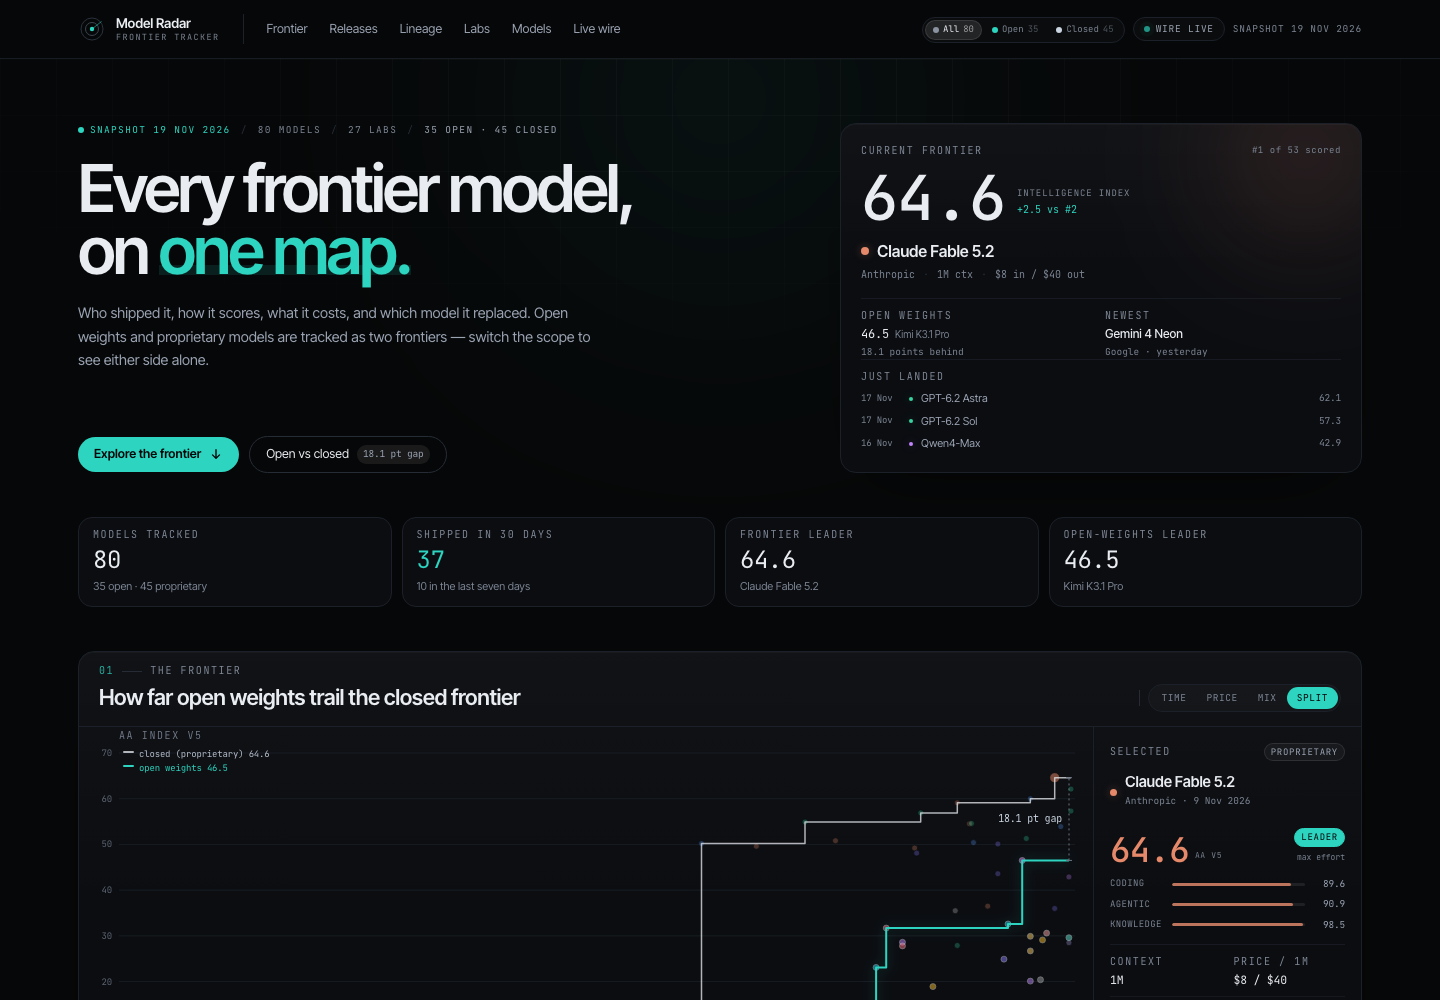 Model Radar
FRONTIER TRACKER
Frontier Releases Lineage Labs Models Live wire
All 80 Open 35 Closed 45
WIRE LIVE
SNAPSHOT 19 NOV 2026
SNAPSHOT 19 NOV 2026 / 80 MODELS / 27 LABS / 35 OPEN · 45 CLOSED
Every frontier model,
on one map.
Who shipped it, how it scores, what it costs, and which model it replaced. Open
weights and proprietary models are tracked as two frontiers — switch the scope to
see either side alone.
Explore the frontier ↓
Open vs closed 18.1 pt gap
CURRENT FRONTIER
#1 of 53 scored
64.6
INTELLIGENCE INDEX
+2.5 vs #2
Claude Fable 5.2
Anthropic · 1M ctx · $8 in / $40 out
OPEN WEIGHTS
46.5 Kimi K3.1 Pro
18.1 points behind
NEWEST
Gemini 4 Neon
Google · yesterday
JUST LANDED
17 Nov GPT-6.2 Astra 62.1
17 Nov GPT-6.2 Sol 57.3
16 Nov Qwen4-Max 42.9
MODELS TRACKED
80
35 open · 45 proprietary
SHIPPED IN 30 DAYS
37
10 in the last seven days
FRONTIER LEADER
64.6
Claude Fable 5.2
OPEN-WEIGHTS LEADER
46.5
Kimi K3.1 Pro
01 — THE FRONTIER
How far open weights trail the closed frontier
TIME PRICE MIX SPLIT
AA INDEX V5
closed (proprietary) 64.6
open weights 46.5
70
60
50
40
30
20
18.1 pt gap
SELECTED
PROPRIETARY
Claude Fable 5.2
Anthropic · 9 Nov 2026
64.6 AA V5
LEADER
max effort
CODING 89.6
AGENTIC 90.9
KNOWLEDGE 98.5
CONTEXT
1M
PRICE / 1M
$8 / $40